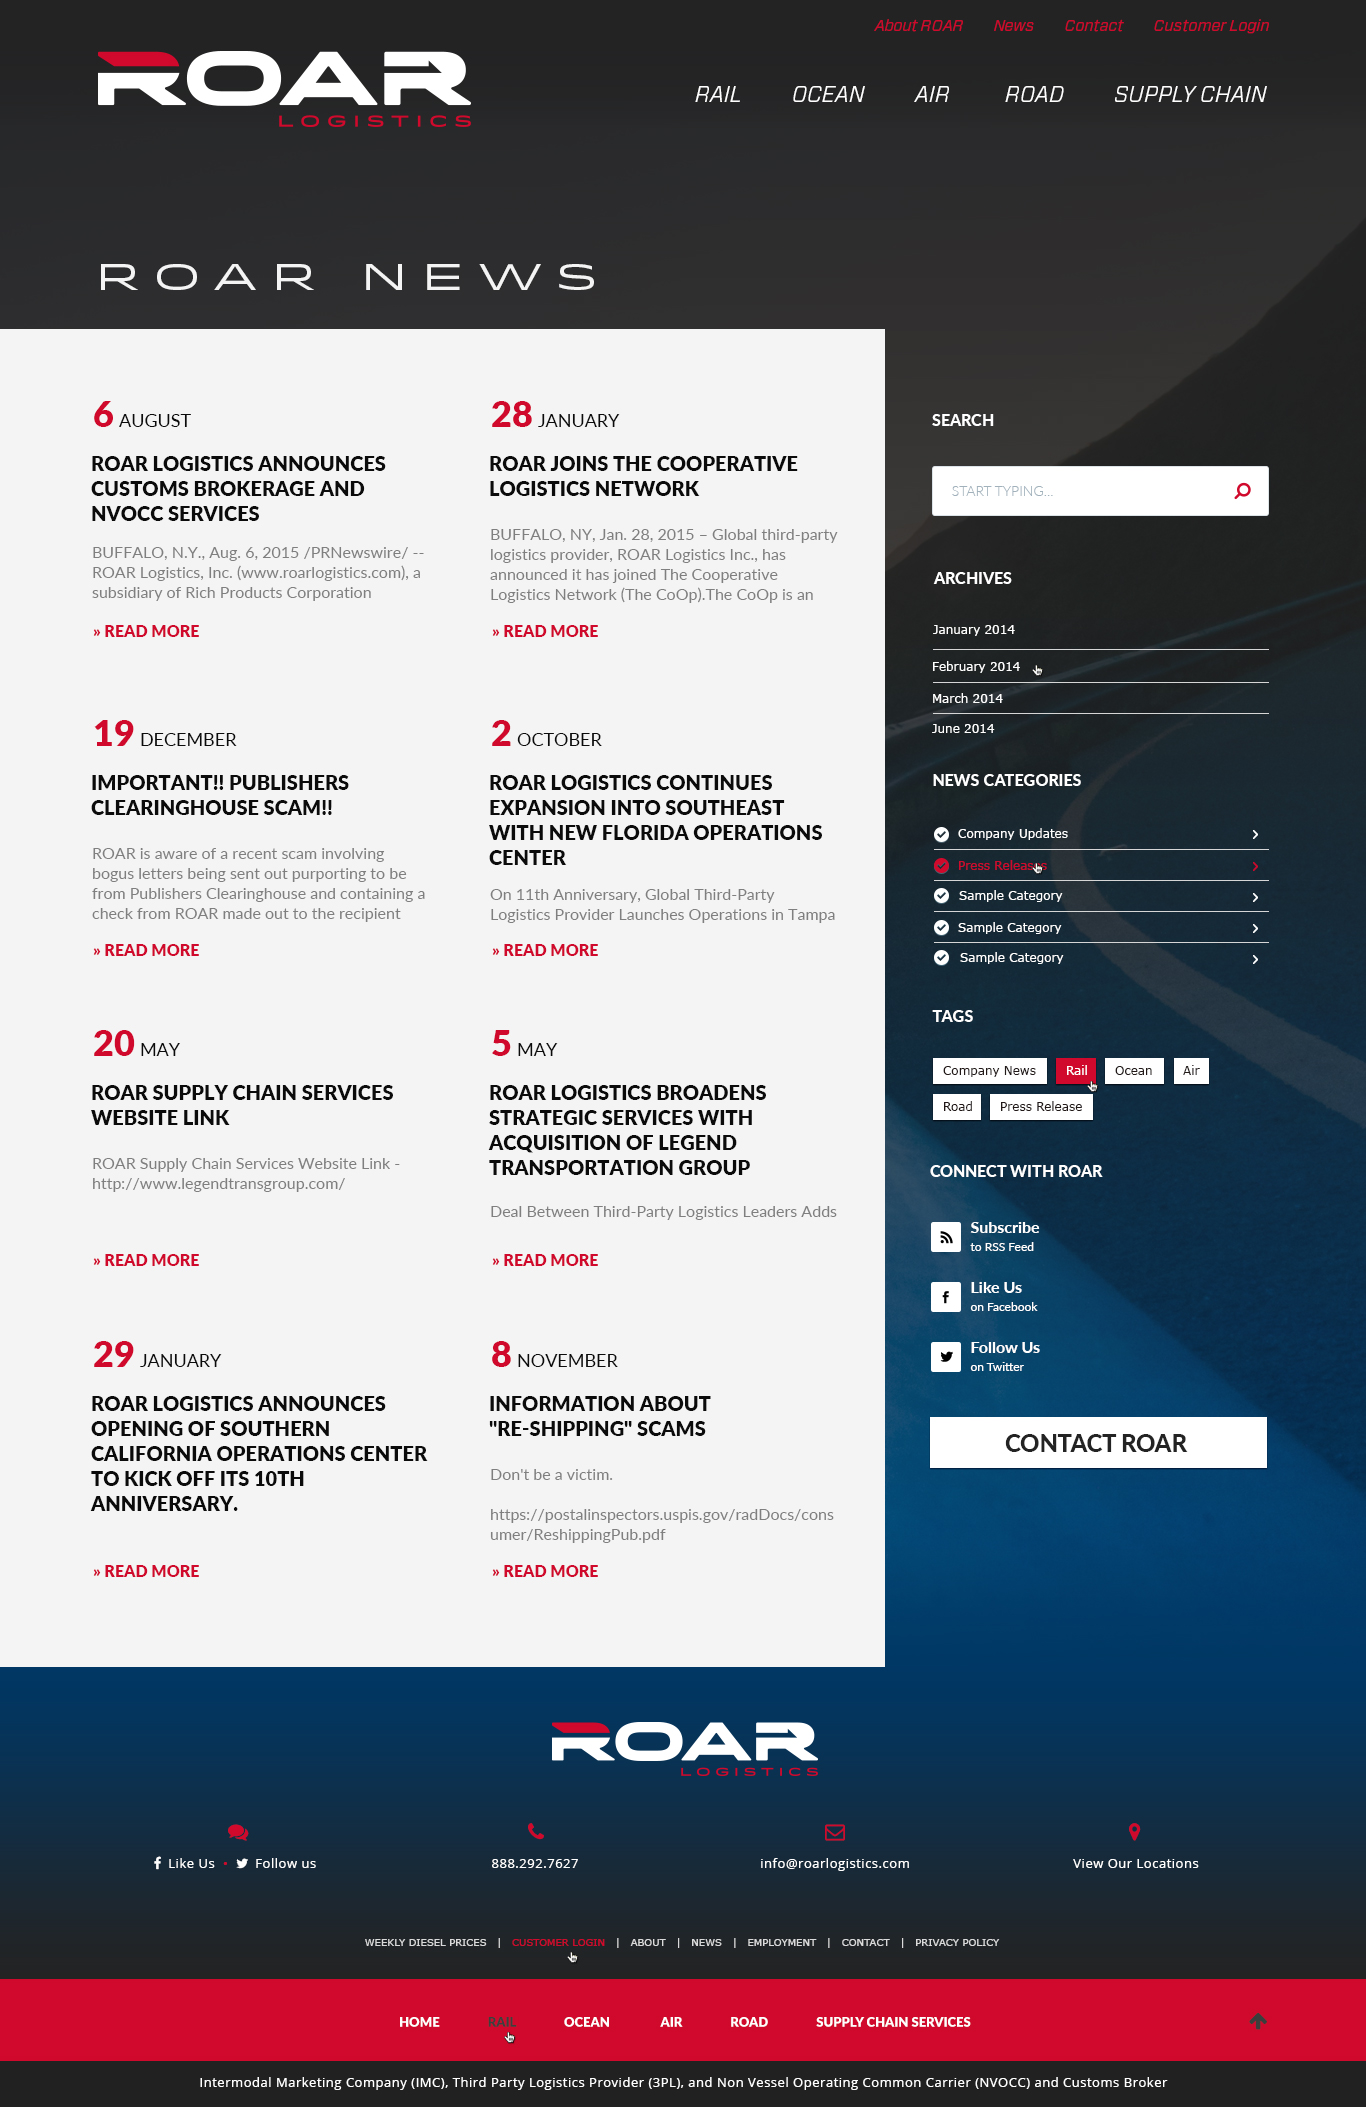 About ROAR News Contact Customer Login
ROAR
LOGISTICS
RAIL OCEAN AIR ROAD SUPPLY CHAIN
ROAR NEWS
6 AUGUST
ROAR LOGISTICS ANNOUNCES
CUSTOMS BROKERAGE AND
NVOCC SERVICES
BUFFALO, N.Y., Aug. 6, 2015 /PRNewswire/ --
ROAR Logistics, Inc. (www.roarlogistics.com), a
subsidiary of Rich Products Corporation
» READ MORE
28 JANUARY
ROAR JOINS THE COOPERATIVE
LOGISTICS NETWORK
BUFFALO, NY, Jan. 28, 2015 – Global third-party
logistics provider, ROAR Logistics Inc., has
announced it has joined The Cooperative
Logistics Network (The CoOp).The CoOp is an
» READ MORE
19 DECEMBER
IMPORTANT!! PUBLISHERS
CLEARINGHOUSE SCAM!!
ROAR is aware of a recent scam involving
bogus letters being sent out purporting to be
from Publishers Clearinghouse and containing a
check from ROAR made out to the recipient
» READ MORE
2 OCTOBER
ROAR LOGISTICS CONTINUES
EXPANSION INTO SOUTHEAST
WITH NEW FLORIDA OPERATIONS
CENTER
On 11th Anniversary, Global Third-Party
Logistics Provider Launches Operations in Tampa
» READ MORE
20 MAY
ROAR SUPPLY CHAIN SERVICES
WEBSITE LINK
ROAR Supply Chain Services Website Link -
http://www.legendtransgroup.com/
» READ MORE
5 MAY
ROAR LOGISTICS BROADENS
STRATEGIC SERVICES WITH
ACQUISITION OF LEGEND
TRANSPORTATION GROUP
Deal Between Third-Party Logistics Leaders Adds
» READ MORE
29 JANUARY
ROAR LOGISTICS ANNOUNCES
OPENING OF SOUTHERN
CALIFORNIA OPERATIONS CENTER
TO KICK OFF ITS 10TH
ANNIVERSARY.
» READ MORE
8 NOVEMBER
INFORMATION ABOUT
"RE-SHIPPING" SCAMS
Don't be a victim.
https://postalinspectors.uspis.gov/radDocs/cons
umer/ReshippingPub.pdf
» READ MORE
SEARCH
START TYPING...
ARCHIVES
January 2014
February 2014
March 2014
June 2014
NEWS CATEGORIES
Company Updates
Press Releases
Sample Category
Sample Category
Sample Category
TAGS
Company News Rail Ocean Air
Road Press Release
CONNECT WITH ROAR
Subscribe
to RSS Feed
Like Us
on Facebook
Follow Us
on Twitter
CONTACT ROAR
ROAR
LOGISTICS
Like Us • Follow us
888.292.7627
info@roarlogistics.com
View Our Locations
WEEKLY DIESEL PRICES | CUSTOMER LOGIN | ABOUT | NEWS | EMPLOYMENT | CONTACT | PRIVACY POLICY
HOME RAIL OCEAN AIR ROAD SUPPLY CHAIN SERVICES
Intermodal Marketing Company (IMC), Third Party Logistics Provider (3PL), and Non Vessel Operating Common Carrier (NVOCC) and Customs Broker